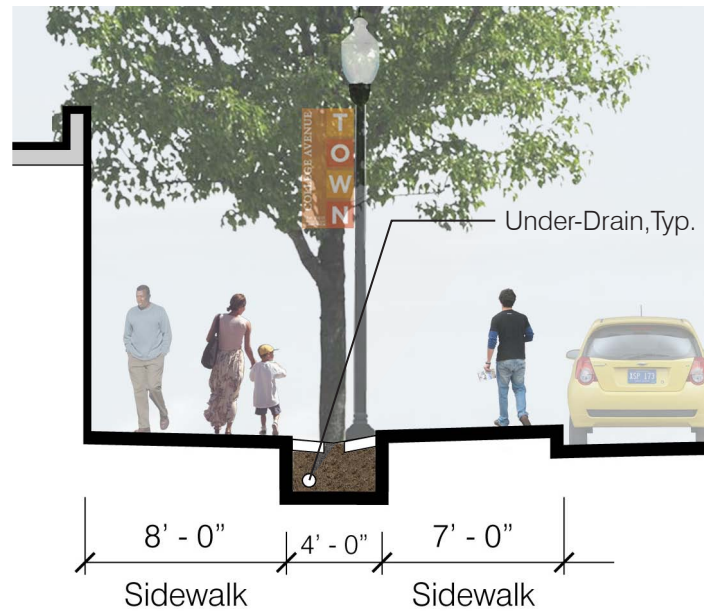 COLLEGE AVENUE
TOWN
Under-Drain,Typ.
8’ - 0”
4’ - 0”
7’ - 0”
Sidewalk
Sidewalk